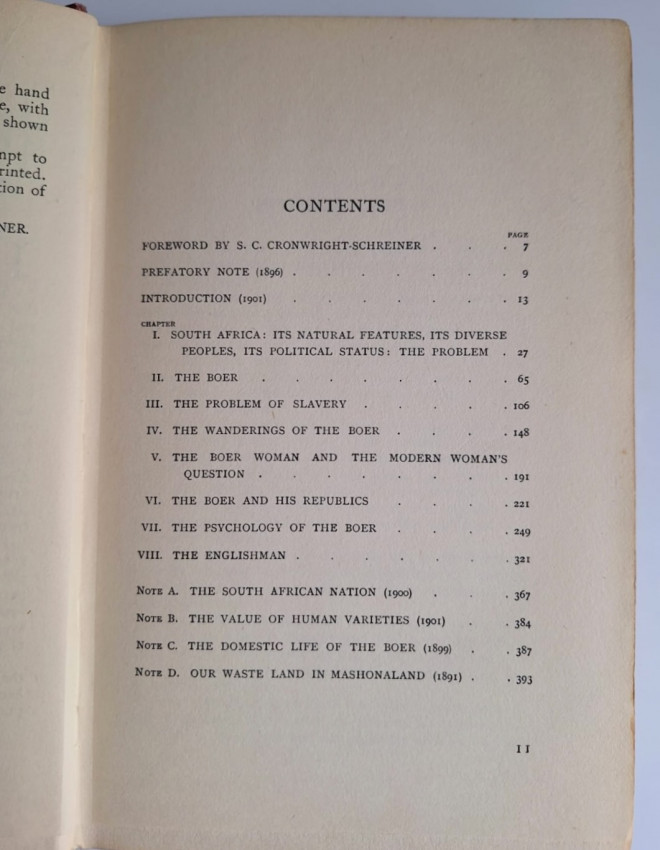 e hand
e, with
shown
npt to
rinted.
tion of
NER.
CONTENTS
PAGE
FOREWORD BY S. C. CRONWRIGHT-SCHREINER . . . 7
PREFATORY NOTE (1896) . . . . . . . 9
INTRODUCTION (1901) . . . . . . . 13
CHAPTER
I. SOUTH AFRICA: ITS NATURAL FEATURES, ITS DIVERSE
PEOPLES, ITS POLITICAL STATUS: THE PROBLEM . 27
II. THE BOER . . . . . . . . 65
III. THE PROBLEM OF SLAVERY . . . . . 106
IV. THE WANDERINGS OF THE BOER . . . . 148
V. THE BOER WOMAN AND THE MODERN WOMAN'S
QUESTION . . . . . . . . 191
VI. THE BOER AND HIS REPUBLICS . . . . 221
VII. THE PSYCHOLOGY OF THE BOER . . . . 249
VIII. THE ENGLISHMAN . . . . . . . 321
NOTE A. THE SOUTH AFRICAN NATION (1900) . . . 367
NOTE B. THE VALUE OF HUMAN VARIETIES (1901) . . 384
NOTE C. THE DOMESTIC LIFE OF THE BOER (1899) . . 387
NOTE D. OUR WASTE LAND IN MASHONALAND (1891) . . 393
11